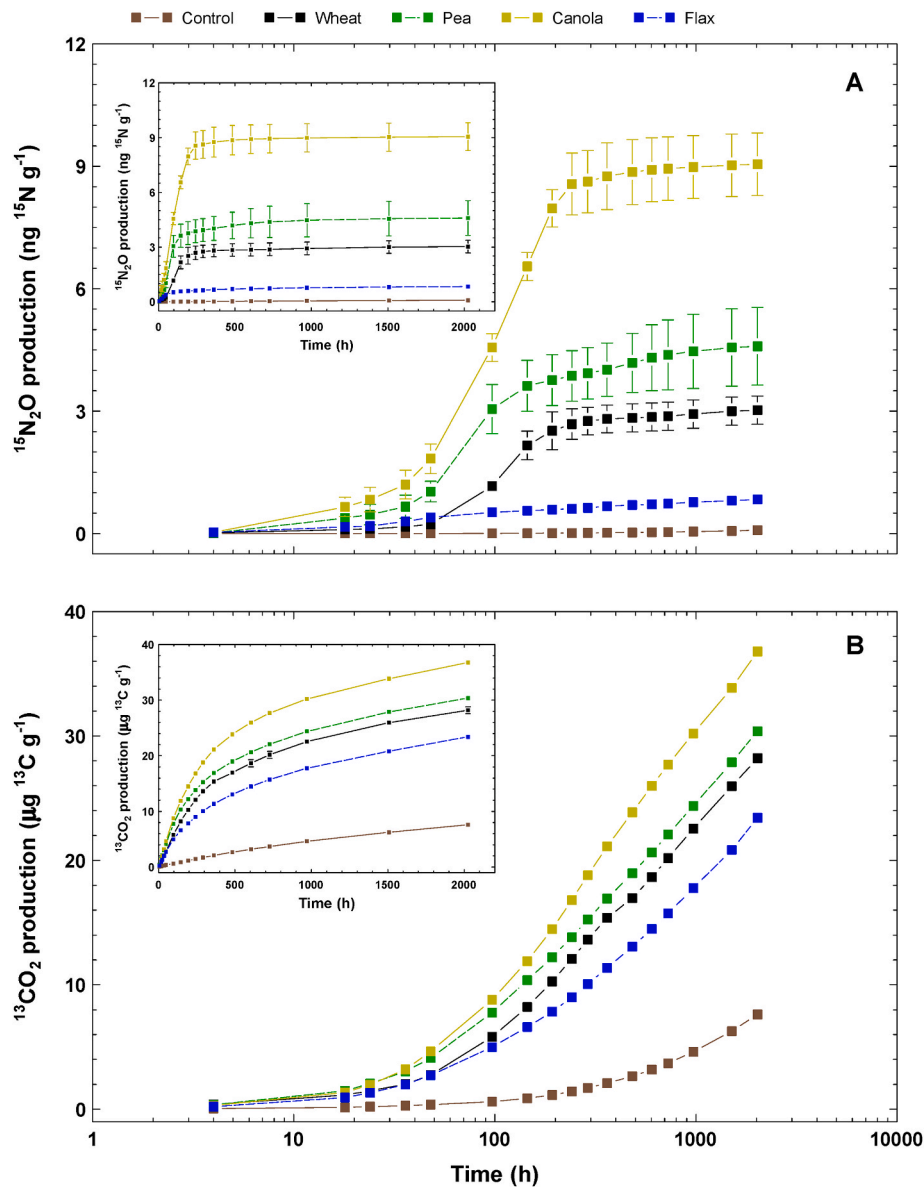 Control Wheat Pea Canola Flax
12
9
6
3
0
¹⁵N₂O production (ng ¹⁵N g⁻¹)
A
12
9
6
3
0
¹⁵N₂O production (ng ¹⁵N g⁻¹)
0 500 1000 1500 2000
Time (h)
40
30
20
10
0
¹³CO₂ production (µg ¹³C g⁻¹)
B
40
30
20
10
0
¹³CO₂ production (µg ¹³C g⁻¹)
0 500 1000 1500 2000
Time (h)
1 10 100 1000 10000
Time (h)